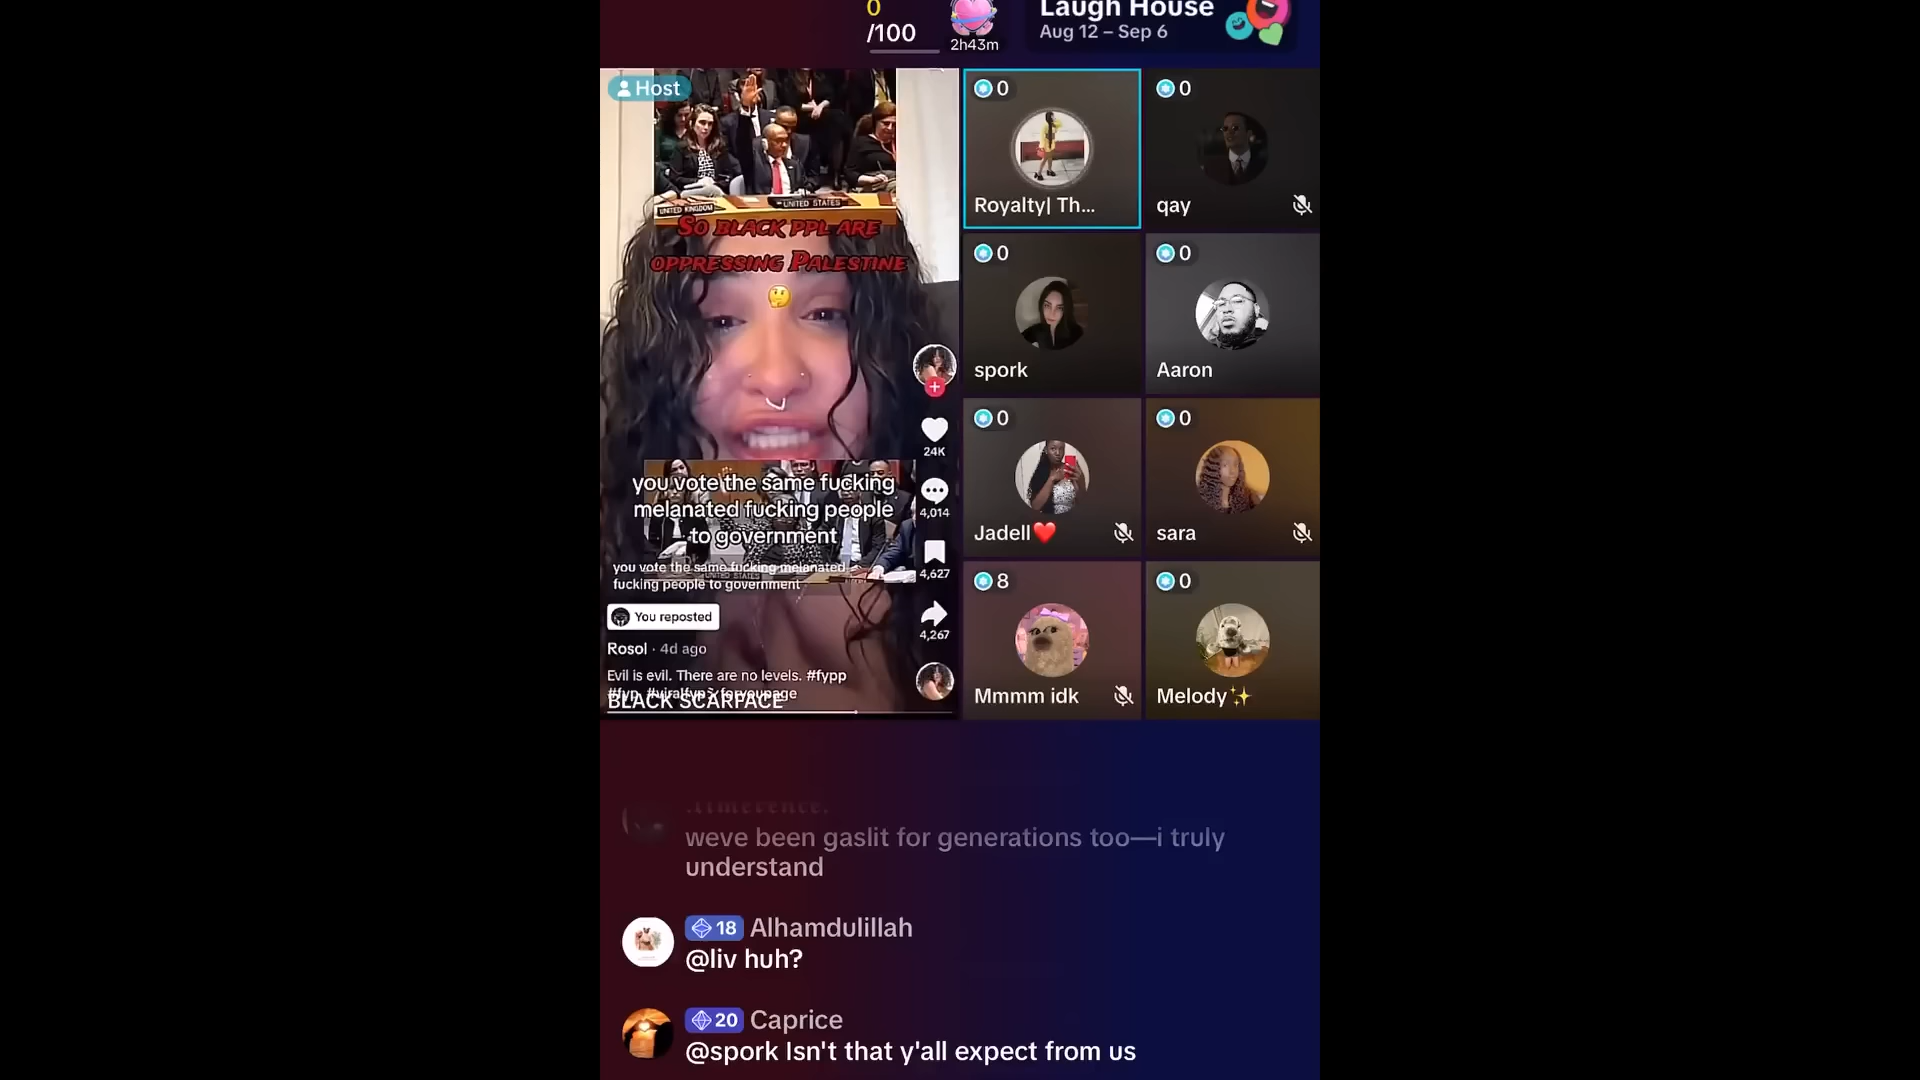 0
/100
2h43m
Laugh House
Aug 12 – Sep 6
Host
UNITED KINGDOM
UNITED STATES
So black ppl are
oppressing Palestine
🤔
24K
4,014
4,627
4,267
you vote the same fucking
melanated fucking people
to government
UNITED STATES
you vote the same fucking melanated
fucking people to government
You reposted
Rosol · 4d ago
Evil is evil. There are no levels. #fypp
#fyp #viralfyp #foryoupage
BLACK SCARFACE
0
Royalty| Th...
0
qay
0
spork
0
Aaron
0
Jadell❤️
0
sara
8
Mmmm idk
0
Melody✨
weve been gaslit for generations too—i truly
understand
18 Alhamdulillah
@liv huh?
20 Caprice
@spork Isn't that y'all expect from us